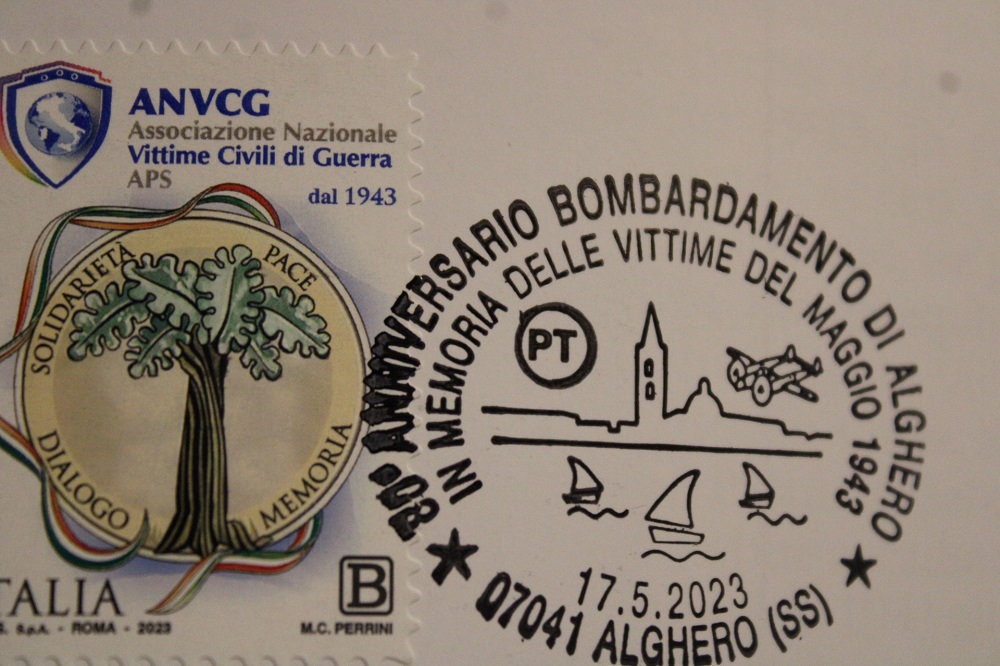 ANVCG
Associazione Nazionale
Vittime Civili di Guerra
APS
dal 1943
SOLIDARIETÀ
PACE
DIALOGO
MEMORIA
B
TALIA
S.p.A. - ROMA - 2023
M.C. PERRINI
80° ANNIVERSARIO BOMBARDAMENTO DI ALGHERO
IN MEMORIA DELLE VITTIME DEL MAGGIO 1943
PT
17.5.2023
07041 ALGHERO (SS)